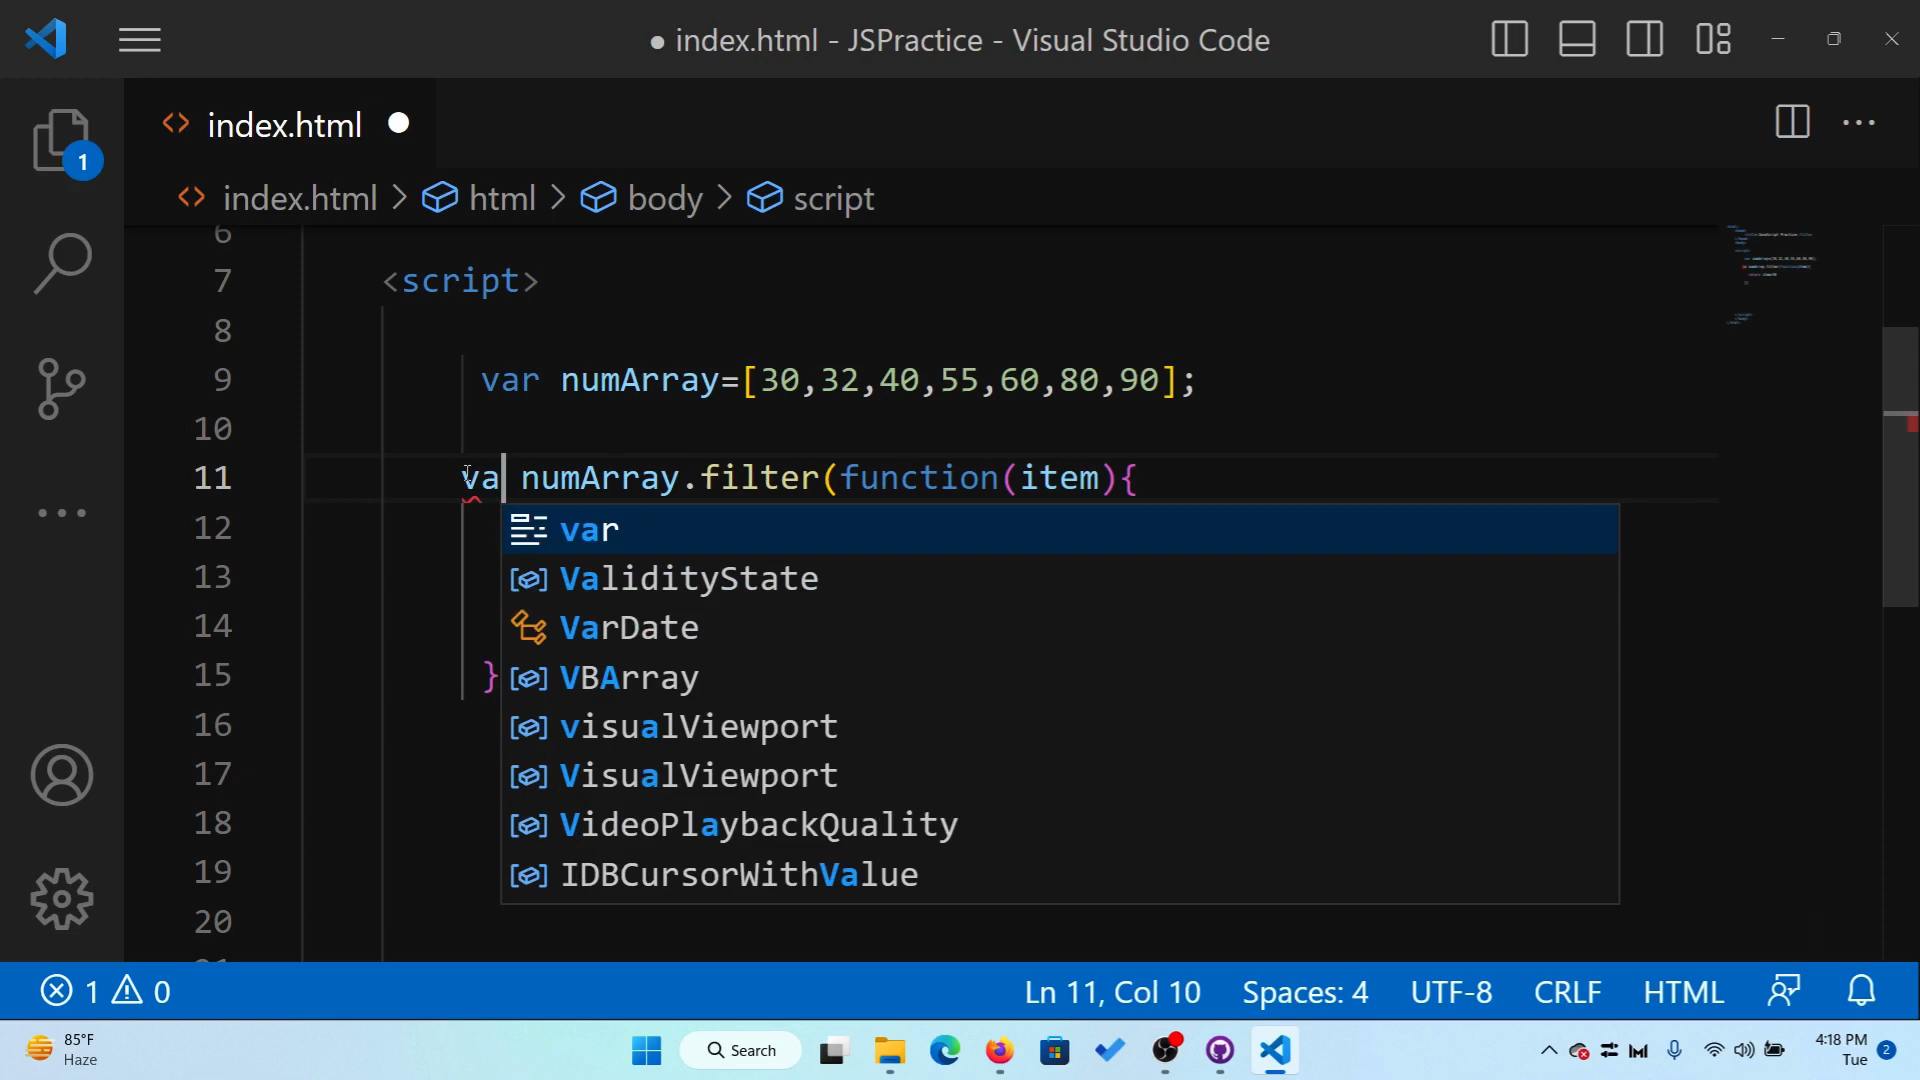 ● index.html - JSPractice - Visual Studio Code
1
index.html
index.html > html > body > script
6
7 <script>
8
9 var numArray=[30,32,40,55,60,80,90];
10
11 va numArray.filter(function(item){
12 var
13 ValidityState
14 VarDate
15 } VBArray
16 visualViewport
17 VisualViewport
18 VideoPlaybackQuality
19 IDBCursorWithValue
20
1 0 Ln 11, Col 10 Spaces: 4 UTF-8 CRLF HTML
85°F
Haze
Search
4:18 PM
Tue
2